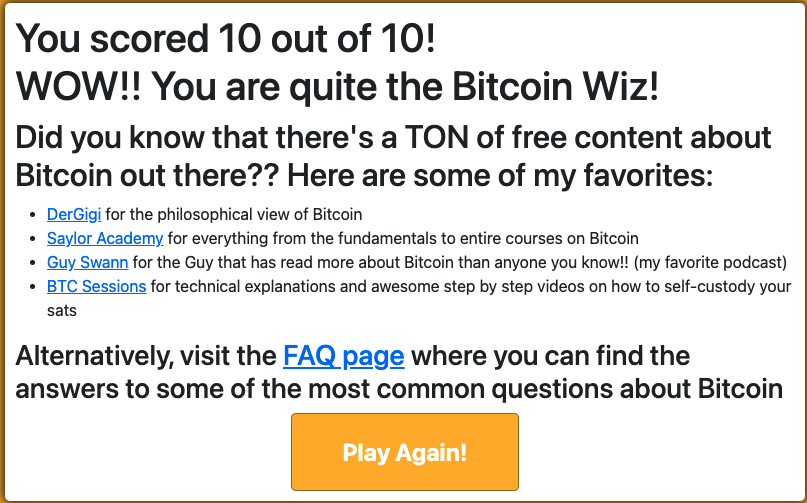 You scored 10 out of 10!
WOW!! You are quite the Bitcoin Wiz!
Did you know that there's a TON of free content about
Bitcoin out there?? Here are some of my favorites:
DerGigi for the philosophical view of Bitcoin
Saylor Academy for everything from the fundamentals to entire courses on Bitcoin
Guy Swann for the Guy that has read more about Bitcoin than anyone you know!! (my favorite podcast)
BTC Sessions for technical explanations and awesome step by step videos on how to self-custody your
sats
Alternatively, visit the FAQ page where you can find the
answers to some of the most common questions about Bitcoin
Play Again!